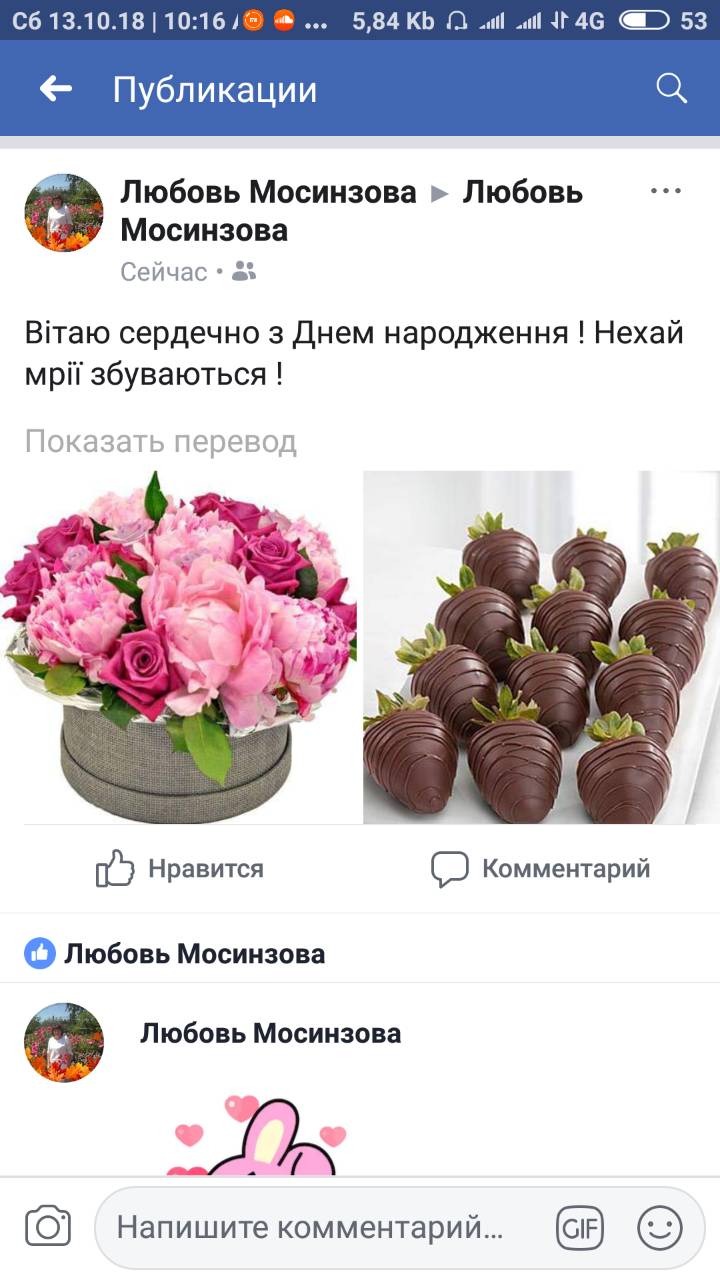 Сб 13.10.18 | 10:16 ... 5,84 Kb 4G 53
Публикации
Любовь Мосинзова ▸ Любовь
Мосинзова
Сейчас •
Вітаю сердечно з Днем народження ! Нехай
мрії збуваються !
Показать перевод
Нравится Комментарий
Любовь Мосинзова
Любовь Мосинзова
Напишите комментарий... GIF